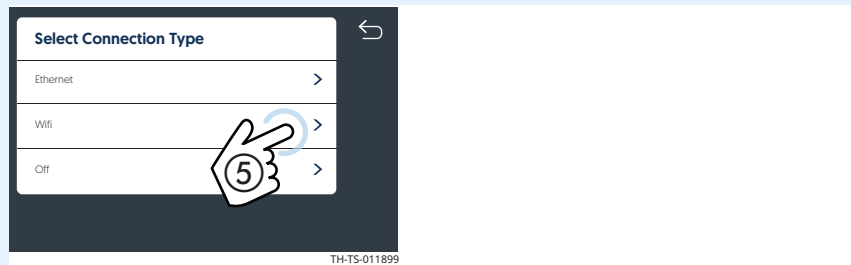 Select Connection Type
Ethernet
Wifi
Off
5
TH-TS-011899